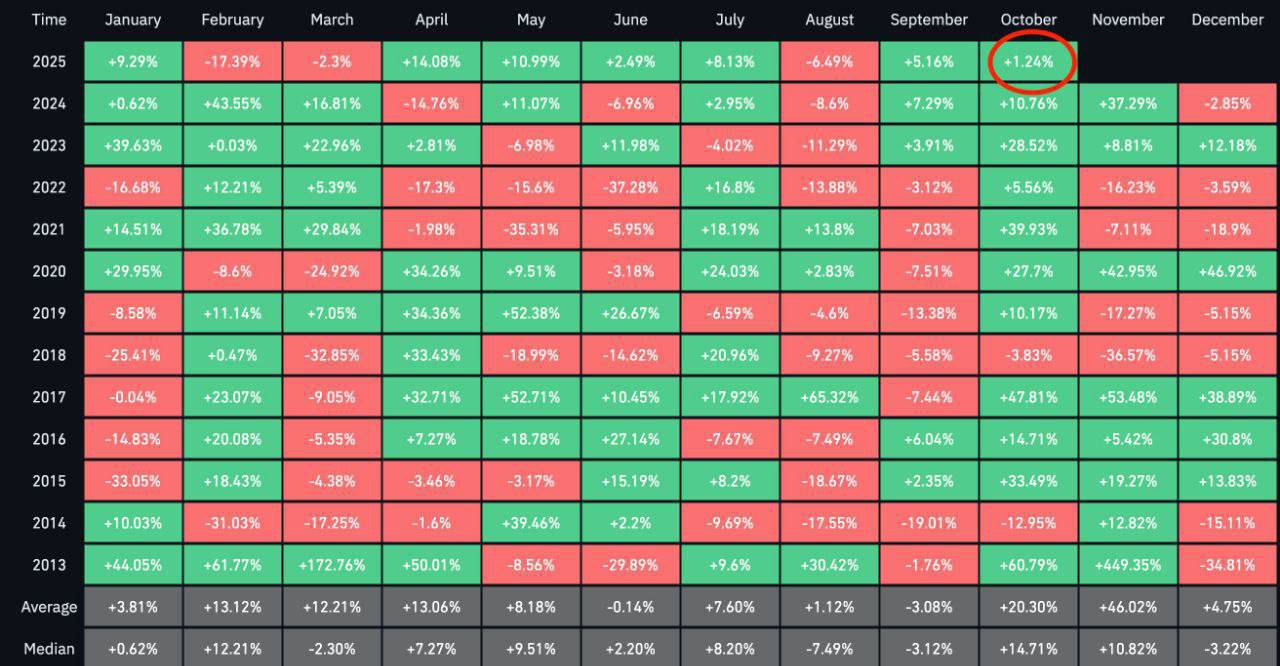 Time January February March April May June July August September October November December
2025 +9.29% -17.39% -2.3% +14.08% +10.99% +2.49% +8.13% -6.49% +5.16% +1.24%
2024 +0.62% +43.55% +16.81% -14.76% +11.07% -6.96% +2.95% -8.6% +7.29% +10.76% +37.29% -2.85%
2023 +39.63% +0.03% +22.96% +2.81% -6.98% +11.98% -4.02% -11.29% +3.91% +28.52% +8.81% +12.18%
2022 -16.68% +12.21% +5.39% -17.3% -15.6% -37.28% +16.8% -13.88% -3.12% +5.56% -16.23% -3.59%
2021 +14.51% +36.78% +29.84% -1.98% -35.31% -5.95% +18.19% +13.8% -7.03% +39.93% -7.11% -18.9%
2020 +29.95% -8.6% -24.92% +34.26% +9.51% -3.18% +24.03% +2.83% -7.51% +27.7% +42.95% +46.92%
2019 -8.58% +11.14% +7.05% +34.36% +52.38% +26.67% -6.59% -4.6% -13.38% +10.17% -17.27% -5.15%
2018 -25.41% +0.47% -32.85% +33.43% -18.99% -14.62% +20.96% -9.27% -5.58% -3.83% -36.57% -5.15%
2017 -0.04% +23.07% -9.05% +32.71% +52.71% +10.45% +17.92% +65.32% -7.44% +47.81% +53.48% +38.89%
2016 -14.83% +20.08% -5.35% +7.27% +18.78% +27.14% -7.67% -7.49% +6.04% +14.71% +5.42% +30.8%
2015 -33.05% +18.43% -4.38% -3.46% -3.17% +15.19% +8.2% -18.67% +2.35% +33.49% +19.27% +13.83%
2014 +10.03% -31.03% -17.25% -1.6% +39.46% +2.2% -9.69% -17.55% -19.01% -12.95% +12.82% -15.11%
2013 +44.05% +61.77% +172.76% +50.01% -8.56% -29.89% +9.6% +30.42% -1.76% +60.79% +449.35% -34.81%
Average +3.81% +13.12% +12.21% +13.06% +8.18% -0.14% +7.60% +1.12% -3.08% +20.30% +46.02% +4.75%
Median +0.62% +12.21% -2.30% +7.27% +9.51% +2.20% +8.20% -7.49% -3.12% +14.71% +10.82% -3.22%